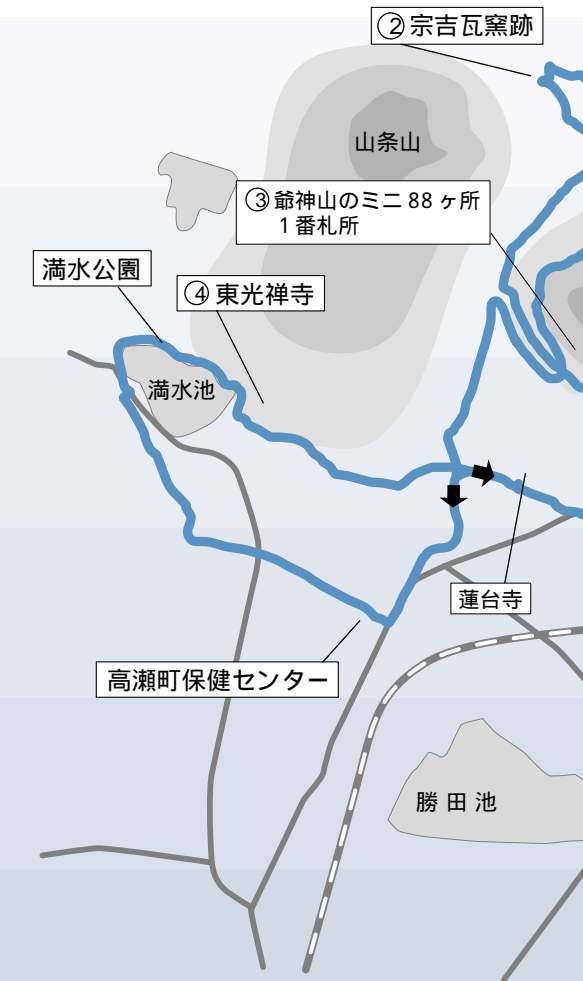 ②宗吉瓦窯跡
山条山
③爺神山のミニ88ヶ所
1番札所
満水公園
④東光禅寺
満水池
蓮台寺
高瀬町保健センター
勝田池